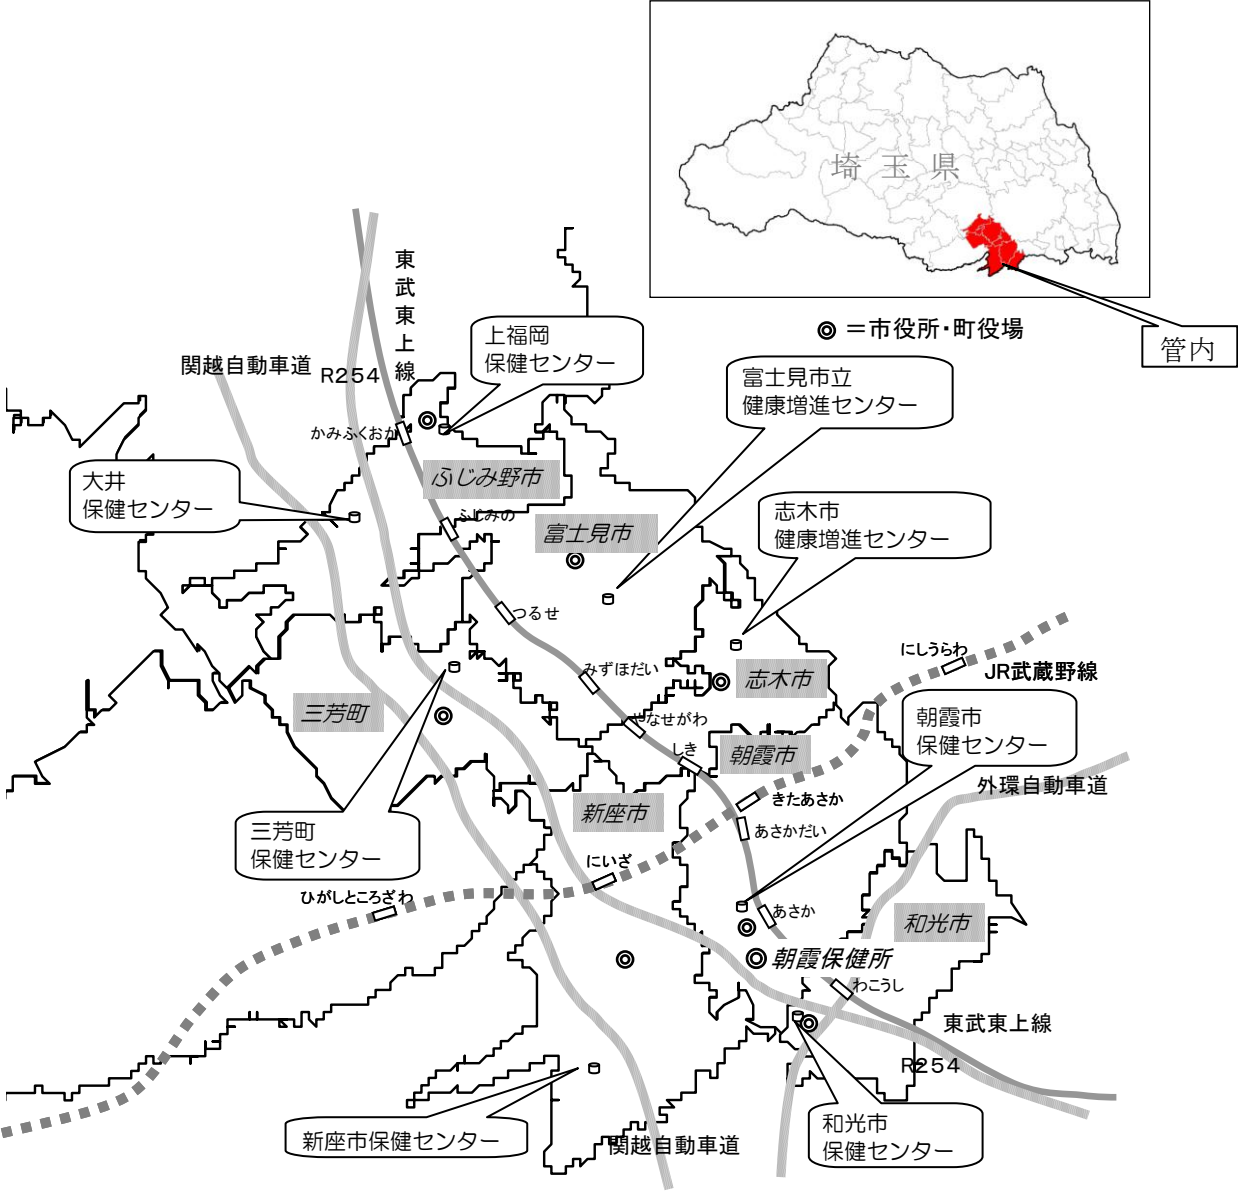 埼玉県
管内
◎＝市役所・町役場
東武東上線
関越自動車道
R254
上福岡
保健センター
富士見市立
健康増進センター
かみふくおか
大井
保健センター
ふじみ野市
ふじみの
富士見市
志木市
健康増進センター
つるせ
みずほだい
にしうらわ
JR武蔵野線
志木市
三芳町
やなせがわ
しき
朝霞市
朝霞市
保健センター
外環自動車道
きたあさか
新座市
あさかだい
三芳町
保健センター
にいざ
ひがしところざわ
あさか
和光市
朝霞保健所
わこうし
東武東上線
R254
新座市保健センター
関越自動車道
和光市
保健センター